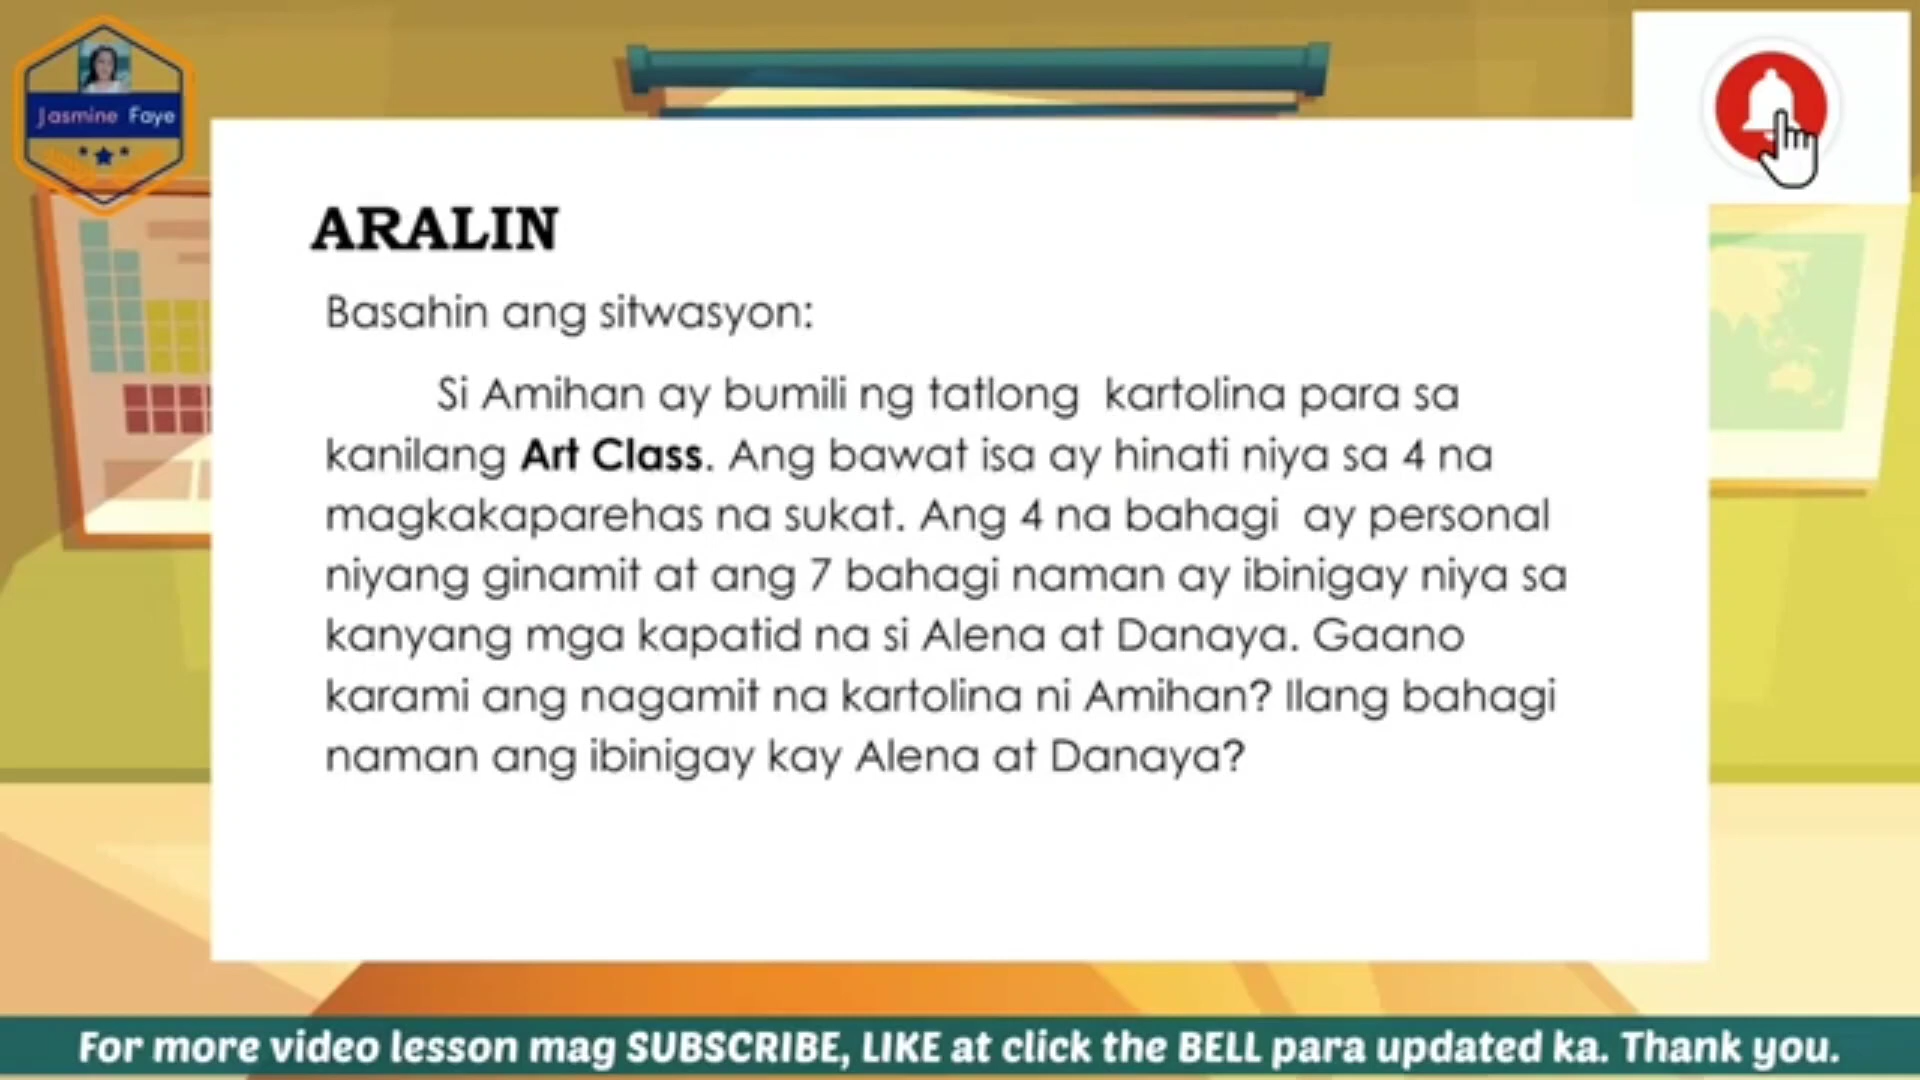 Jasmine Faye
ARALIN
Basahin ang sitwasyon:
Si Amihan ay bumili ng tatlong kartolina para sa
kanilang Art Class. Ang bawat isa ay hinati niya sa 4 na
magkakaparehas na sukat. Ang 4 na bahagi ay personal
niyang ginamit at ang 7 bahagi naman ay ibinigay niya sa
kanyang mga kapatid na si Alena at Danaya. Gaano
karami ang nagamit na kartolina ni Amihan? Ilang bahagi
naman ang ibinigay kay Alena at Danaya?
For more video lesson mag SUBSCRIBE, LIKE at click the BELL para updated ka. Thank you.